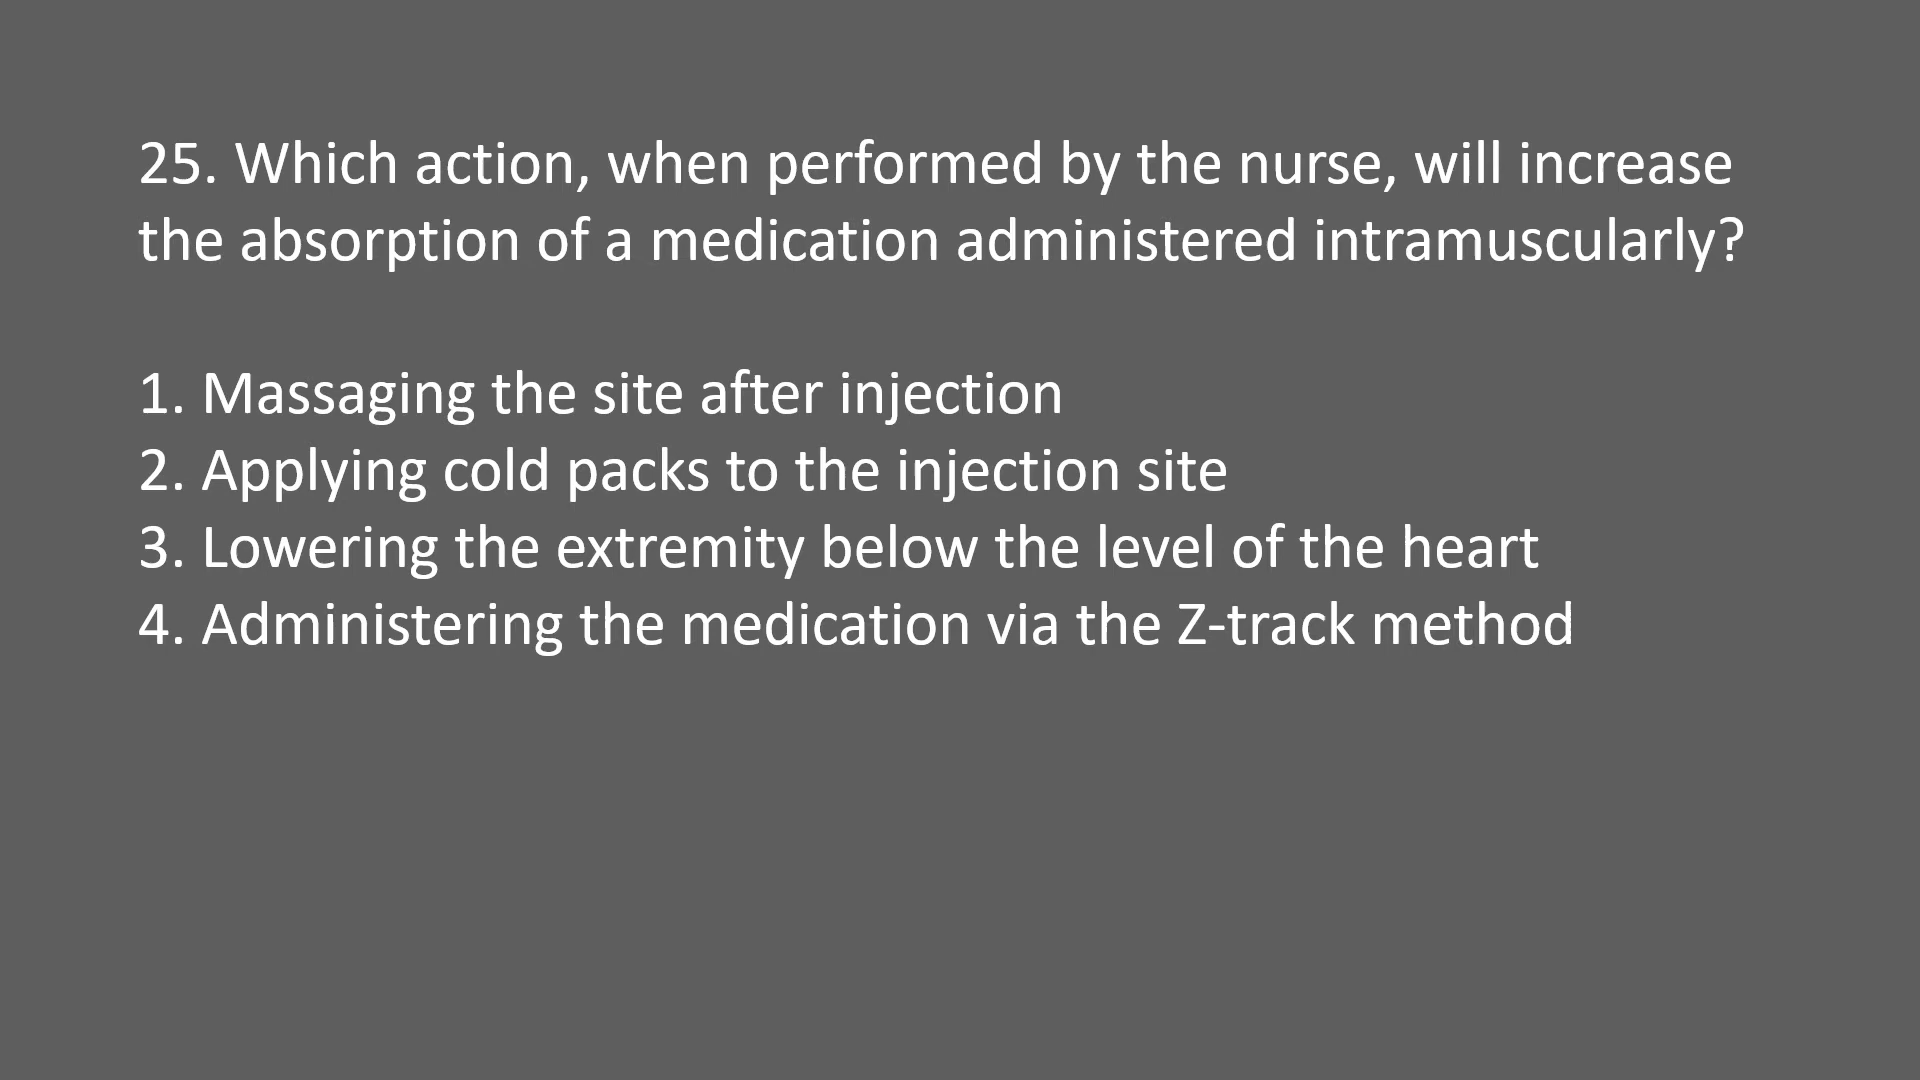 25. Which action, when performed by the nurse, will increase
the absorption of a medication administered intramuscularly?
1. Massaging the site after injection
2. Applying cold packs to the injection site
3. Lowering the extremity below the level of the heart
4. Administering the medication via the Z-track method